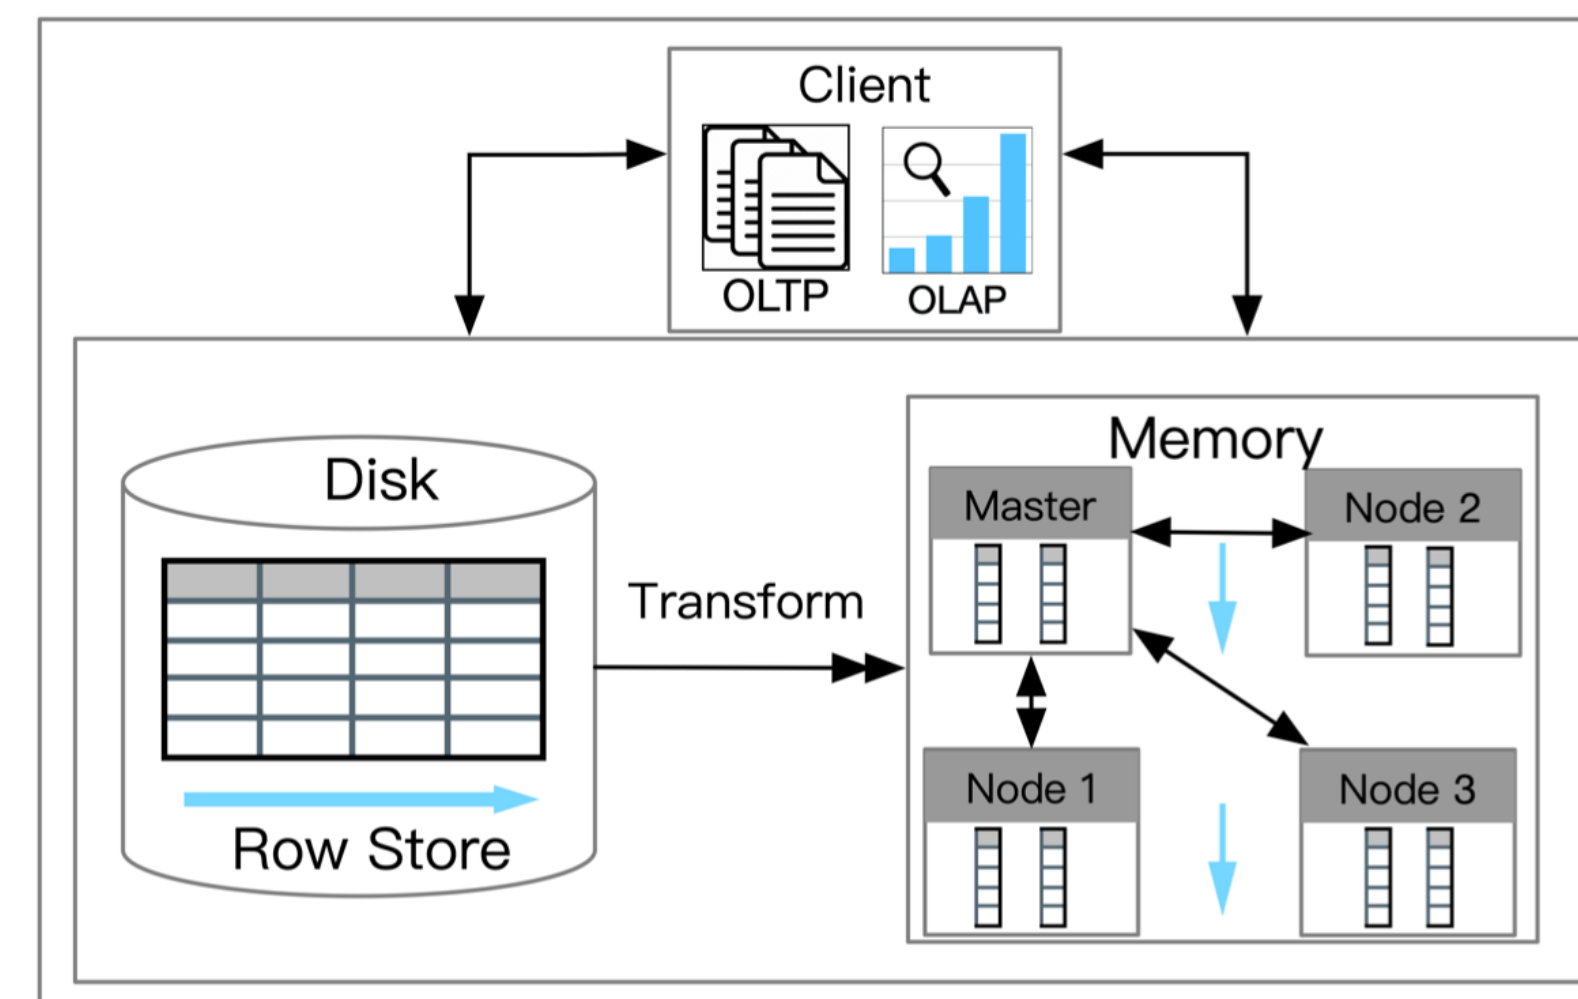 Client
OLTP
OLAP
Disk
Row Store
Transform
Memory
Master
Node 2
Node 1
Node 3